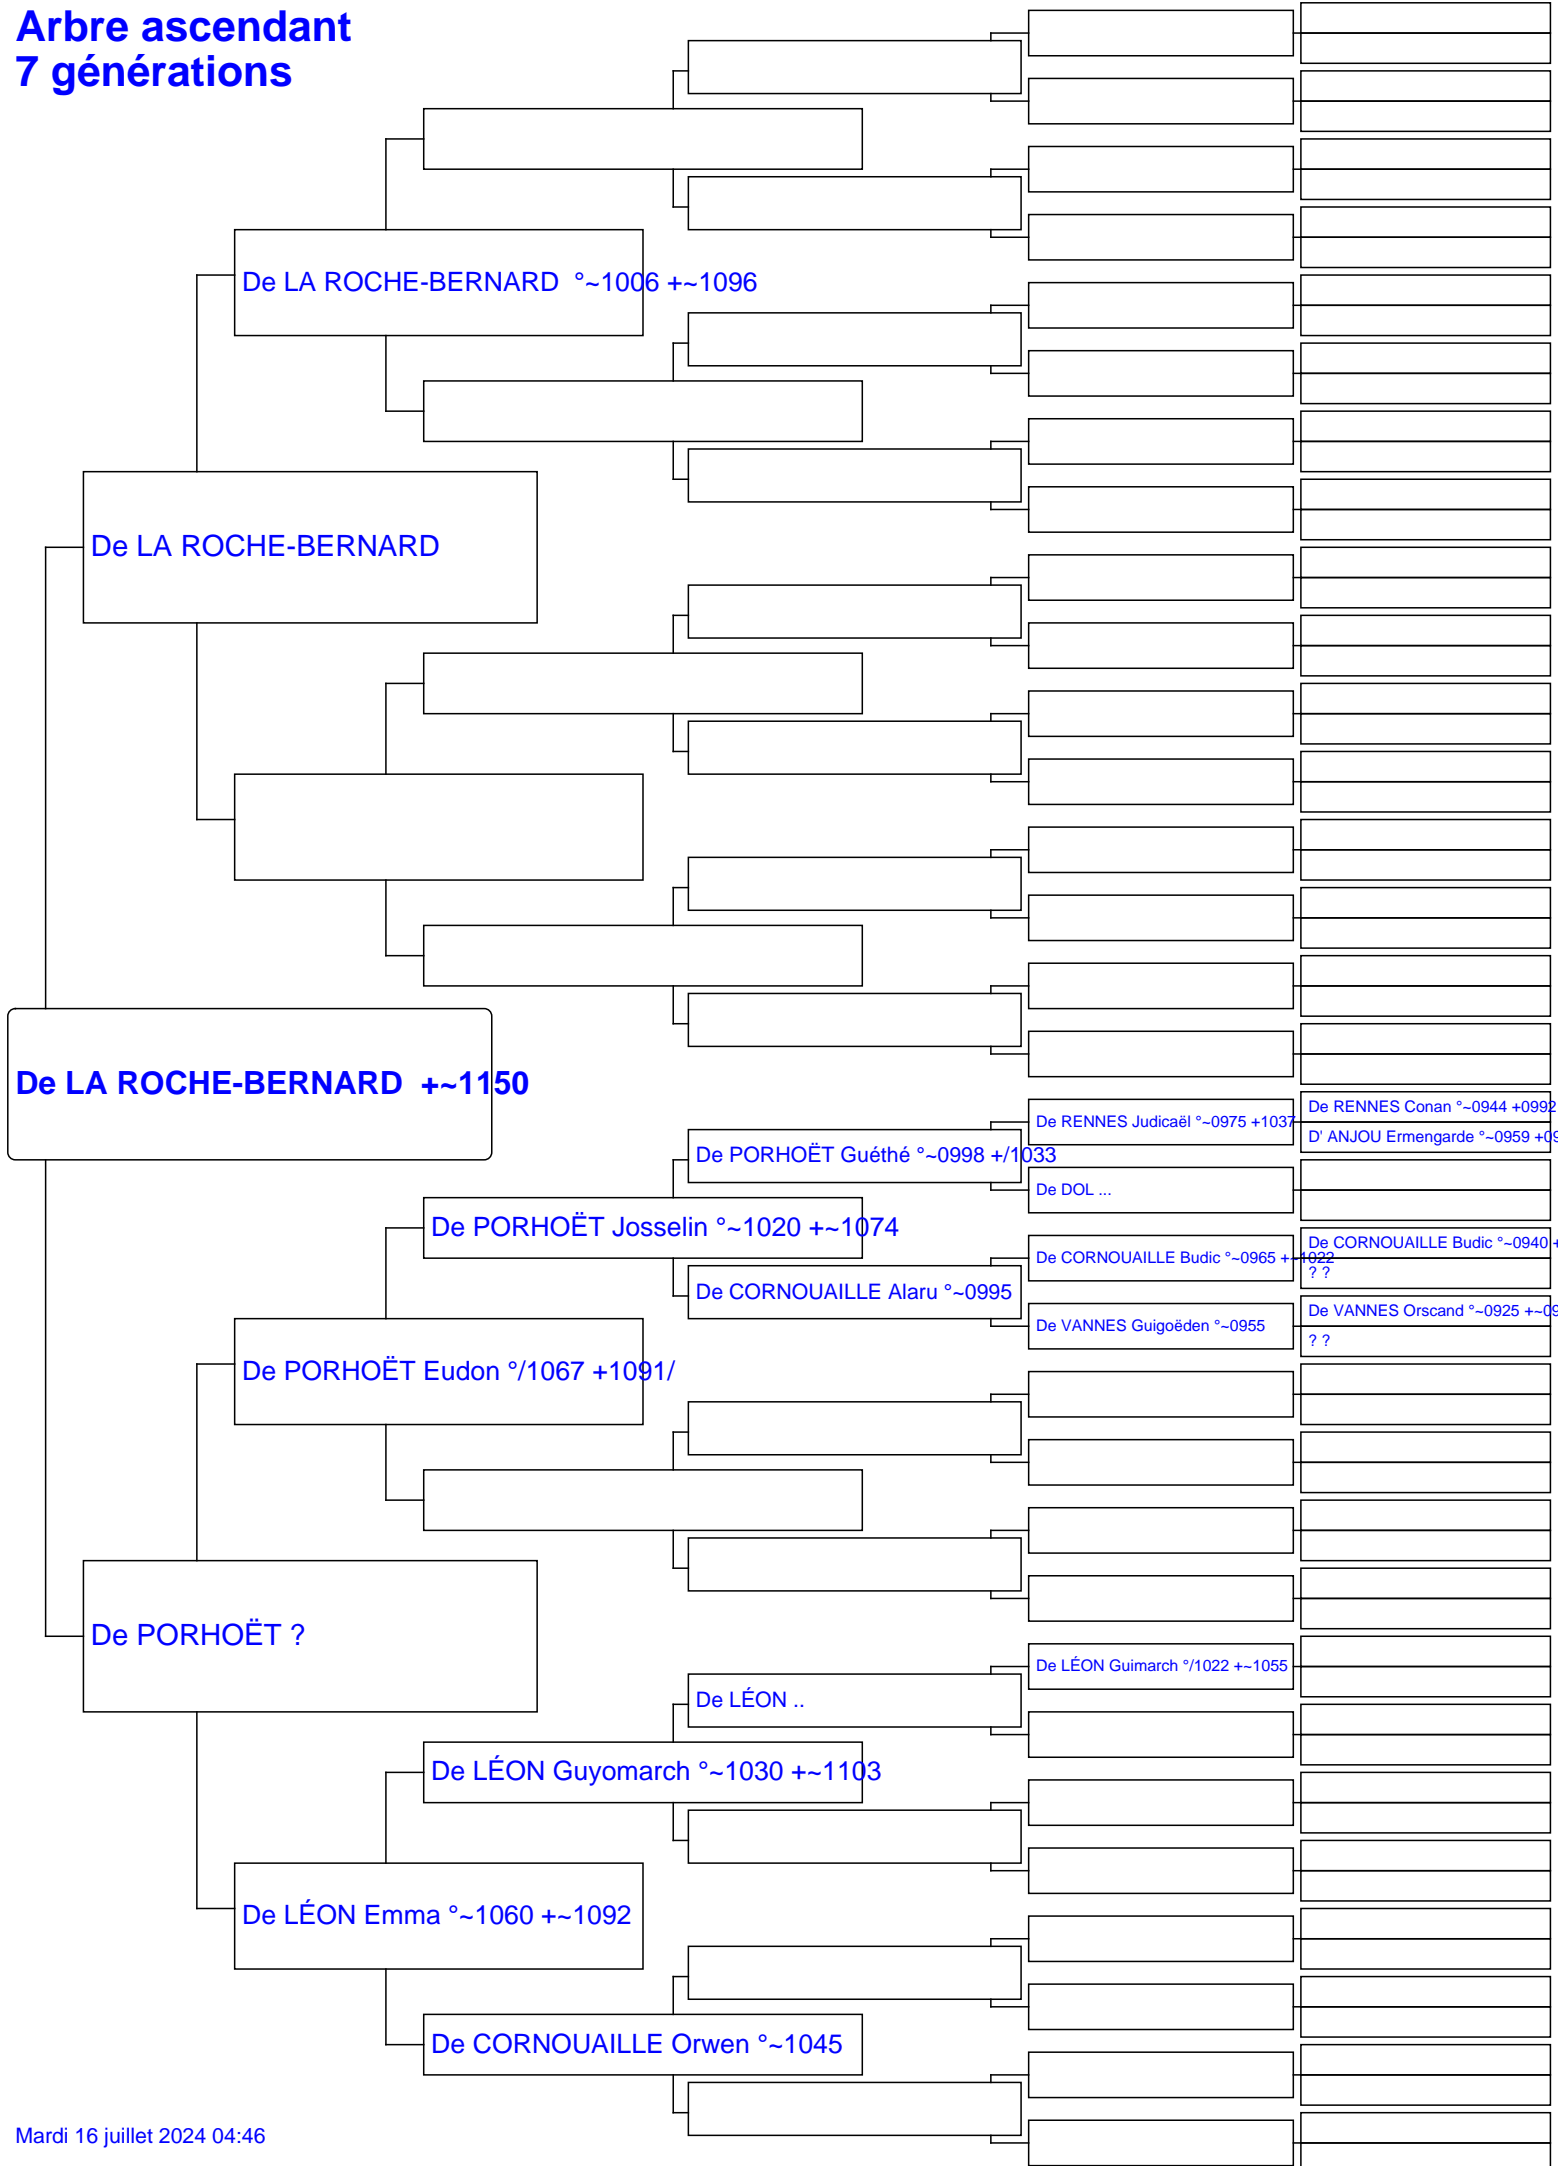 Arbre ascendant
7 générations
De LA ROCHE-BERNARD °~1006 +~1096
De LA ROCHE-BERNARD
De LA ROCHE-BERNARD +~1150
De RENNES Conan °~0944 +0992
De RENNES Judicaël °~0975 +1037
D' ANJOU Ermengarde °~0959 +09
De PORHOËT Guéthé °~0998 +/1033
De DOL ...
De PORHOËT Josselin °~1020 +~1074
De CORNOUAILLE Budic °~0940 +
De CORNOUAILLE Budic °~0965 +~1022
? ?
De CORNOUAILLE Alaru °~0995
De VANNES Orscand °~0925 +~09
De VANNES Guigoëden °~0955
? ?
De PORHOËT Eudon °/1067 +1091/
De PORHOËT ?
De LÉON Guimarch °/1022 +~1055
De LÉON ..
De LÉON Guyomarch °~1030 +~1103
De LÉON Emma °~1060 +~1092
De CORNOUAILLE Orwen °~1045
Mardi 16 juillet 2024 04:46